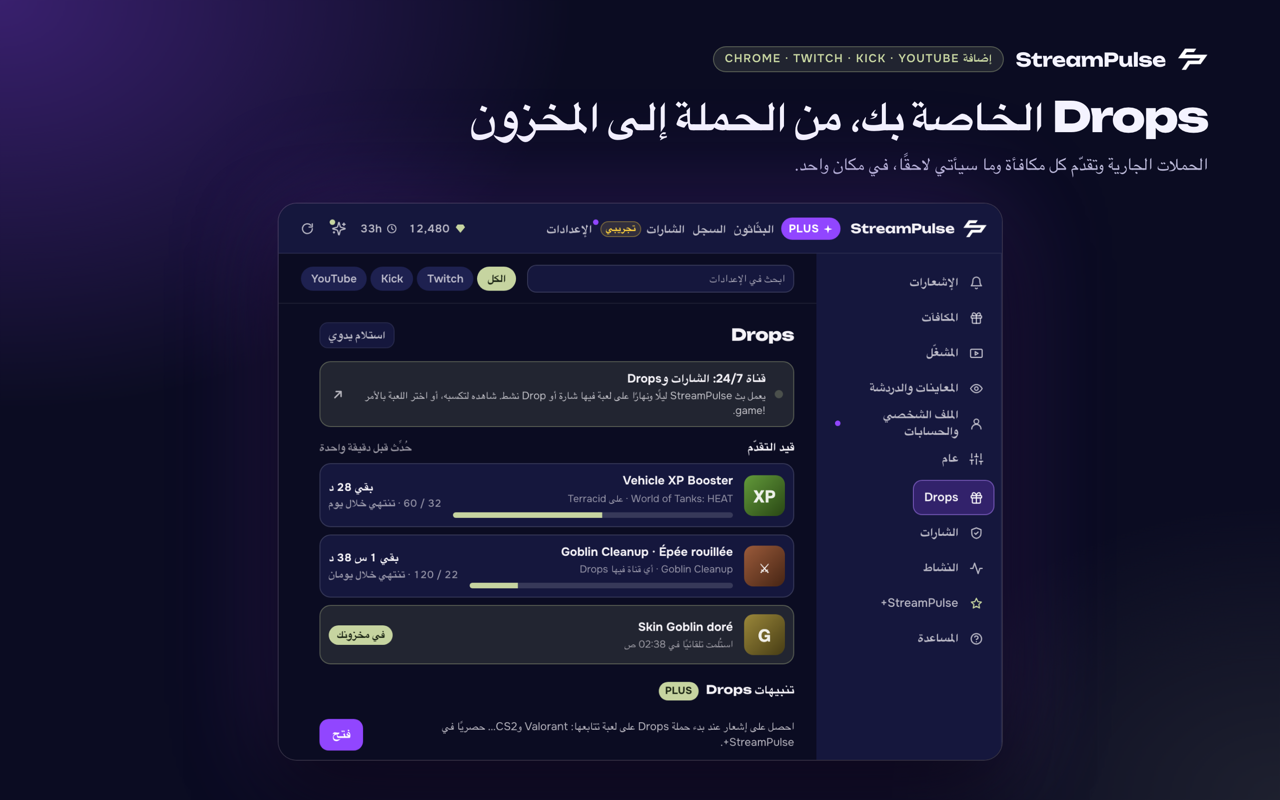 StreamPulse
إضافة CHROME · TWITCH · KICK · YOUTUBE
Drops الخاصة بك، من الحملة إلى المخزون
الحملات الجارية وتقدّم كل مكافأة وما سيأتي لاحقًا، في مكان واحد.
StreamPulse
PLUS
البثّاثون
السجل
الشارات
تجريبي
الإعدادات
12,480
33h
الإشعارات
المكافآت
المشغّل
المعاينات والدردشة
الملف الشخصي
والحسابات
عام
Drops
الشارات
النشاط
StreamPulse+
المساعدة
ابحث في الإعدادات
الكل
Twitch
Kick
YouTube
Drops
استلام يدوي
قناة 24/7: الشارات وDrops
يعمل بث StreamPulse ليلًا ونهارًا على لعبة فيها شارة أو Drop نشط. شاهده لتكسبه، أو اختر اللعبة بالأمر
!game.
قيد التقدّم
حُدِّث قبل دقيقة واحدة
XP
Vehicle XP Booster
World of Tanks: HEAT · على Terracid
بقي 28 د
32 / 60 · تنتهي خلال يوم
Goblin Cleanup · Épée rouillée
Goblin Cleanup · أي قناة فيها Drops
بقي 1 س 38 د
22 / 120 · تنتهي خلال يومان
G
Skin Goblin doré
استُلمت تلقائيًا في 02:38 ص
في مخزونك
تنبيهات Drops
PLUS
احصل على إشعار عند بدء حملة Drops على لعبة تتابعها: Valorant وCS2... حصريًا في
StreamPulse+.
فتح